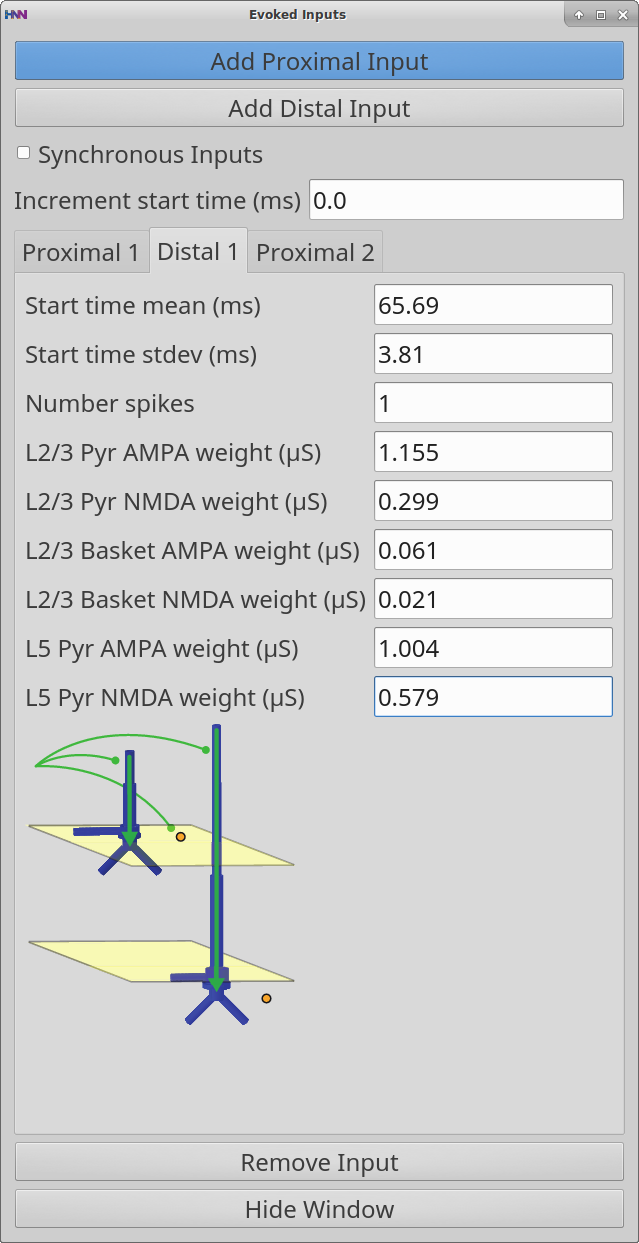 HNN Evoked Inputs
Add Proximal Input
Add Distal Input
Synchronous Inputs
Increment start time (ms) 0.0
Proximal 1 Distal 1 Proximal 2
Start time mean (ms) 65.69
Start time stdev (ms) 3.81
Number spikes 1
L2/3 Pyr AMPA weight (µS) 1.155
L2/3 Pyr NMDA weight (µS) 0.299
L2/3 Basket AMPA weight (µS) 0.061
L2/3 Basket NMDA weight (µS) 0.021
L5 Pyr AMPA weight (µS) 1.004
L5 Pyr NMDA weight (µS) 0.579
Remove Input
Hide Window